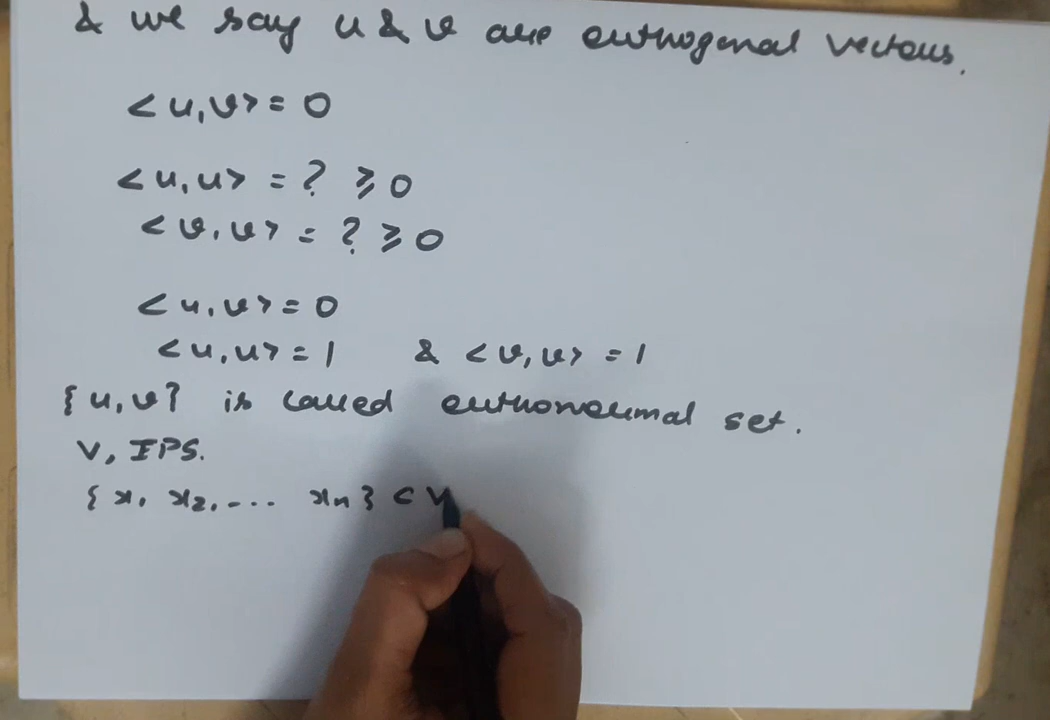 & we say u & v are orthogonal vectors.
<u,v> = 0
<u,u> = ? ≥ 0
<v,v> = ? ≥ 0
<u,v> = 0
<u,u> = 1 & <v,v> = 1
{u,v} is called orthonormal set.
V, IPS.
{x₁ x₂, ... xₙ} ⊂ V